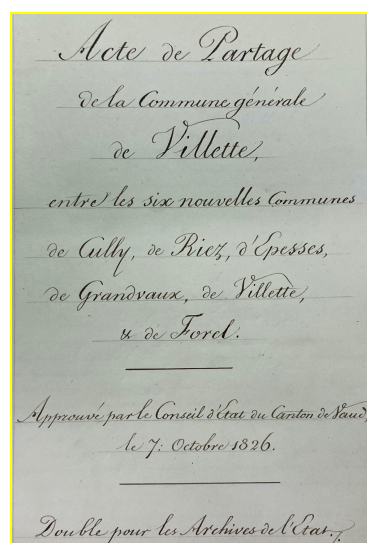 Acte de Partage
de la Commune générale
de Villette,
entre les six nouvelles Communes
de Cully, de Riez, d'Epesses,
de Grandvaux, de Villette,
& de Forel.
Approuvé par le Conseil d'Etat du Canton de Vaud,
le 7: Octobre 1826.
Double pour les Archives de l'Etat.